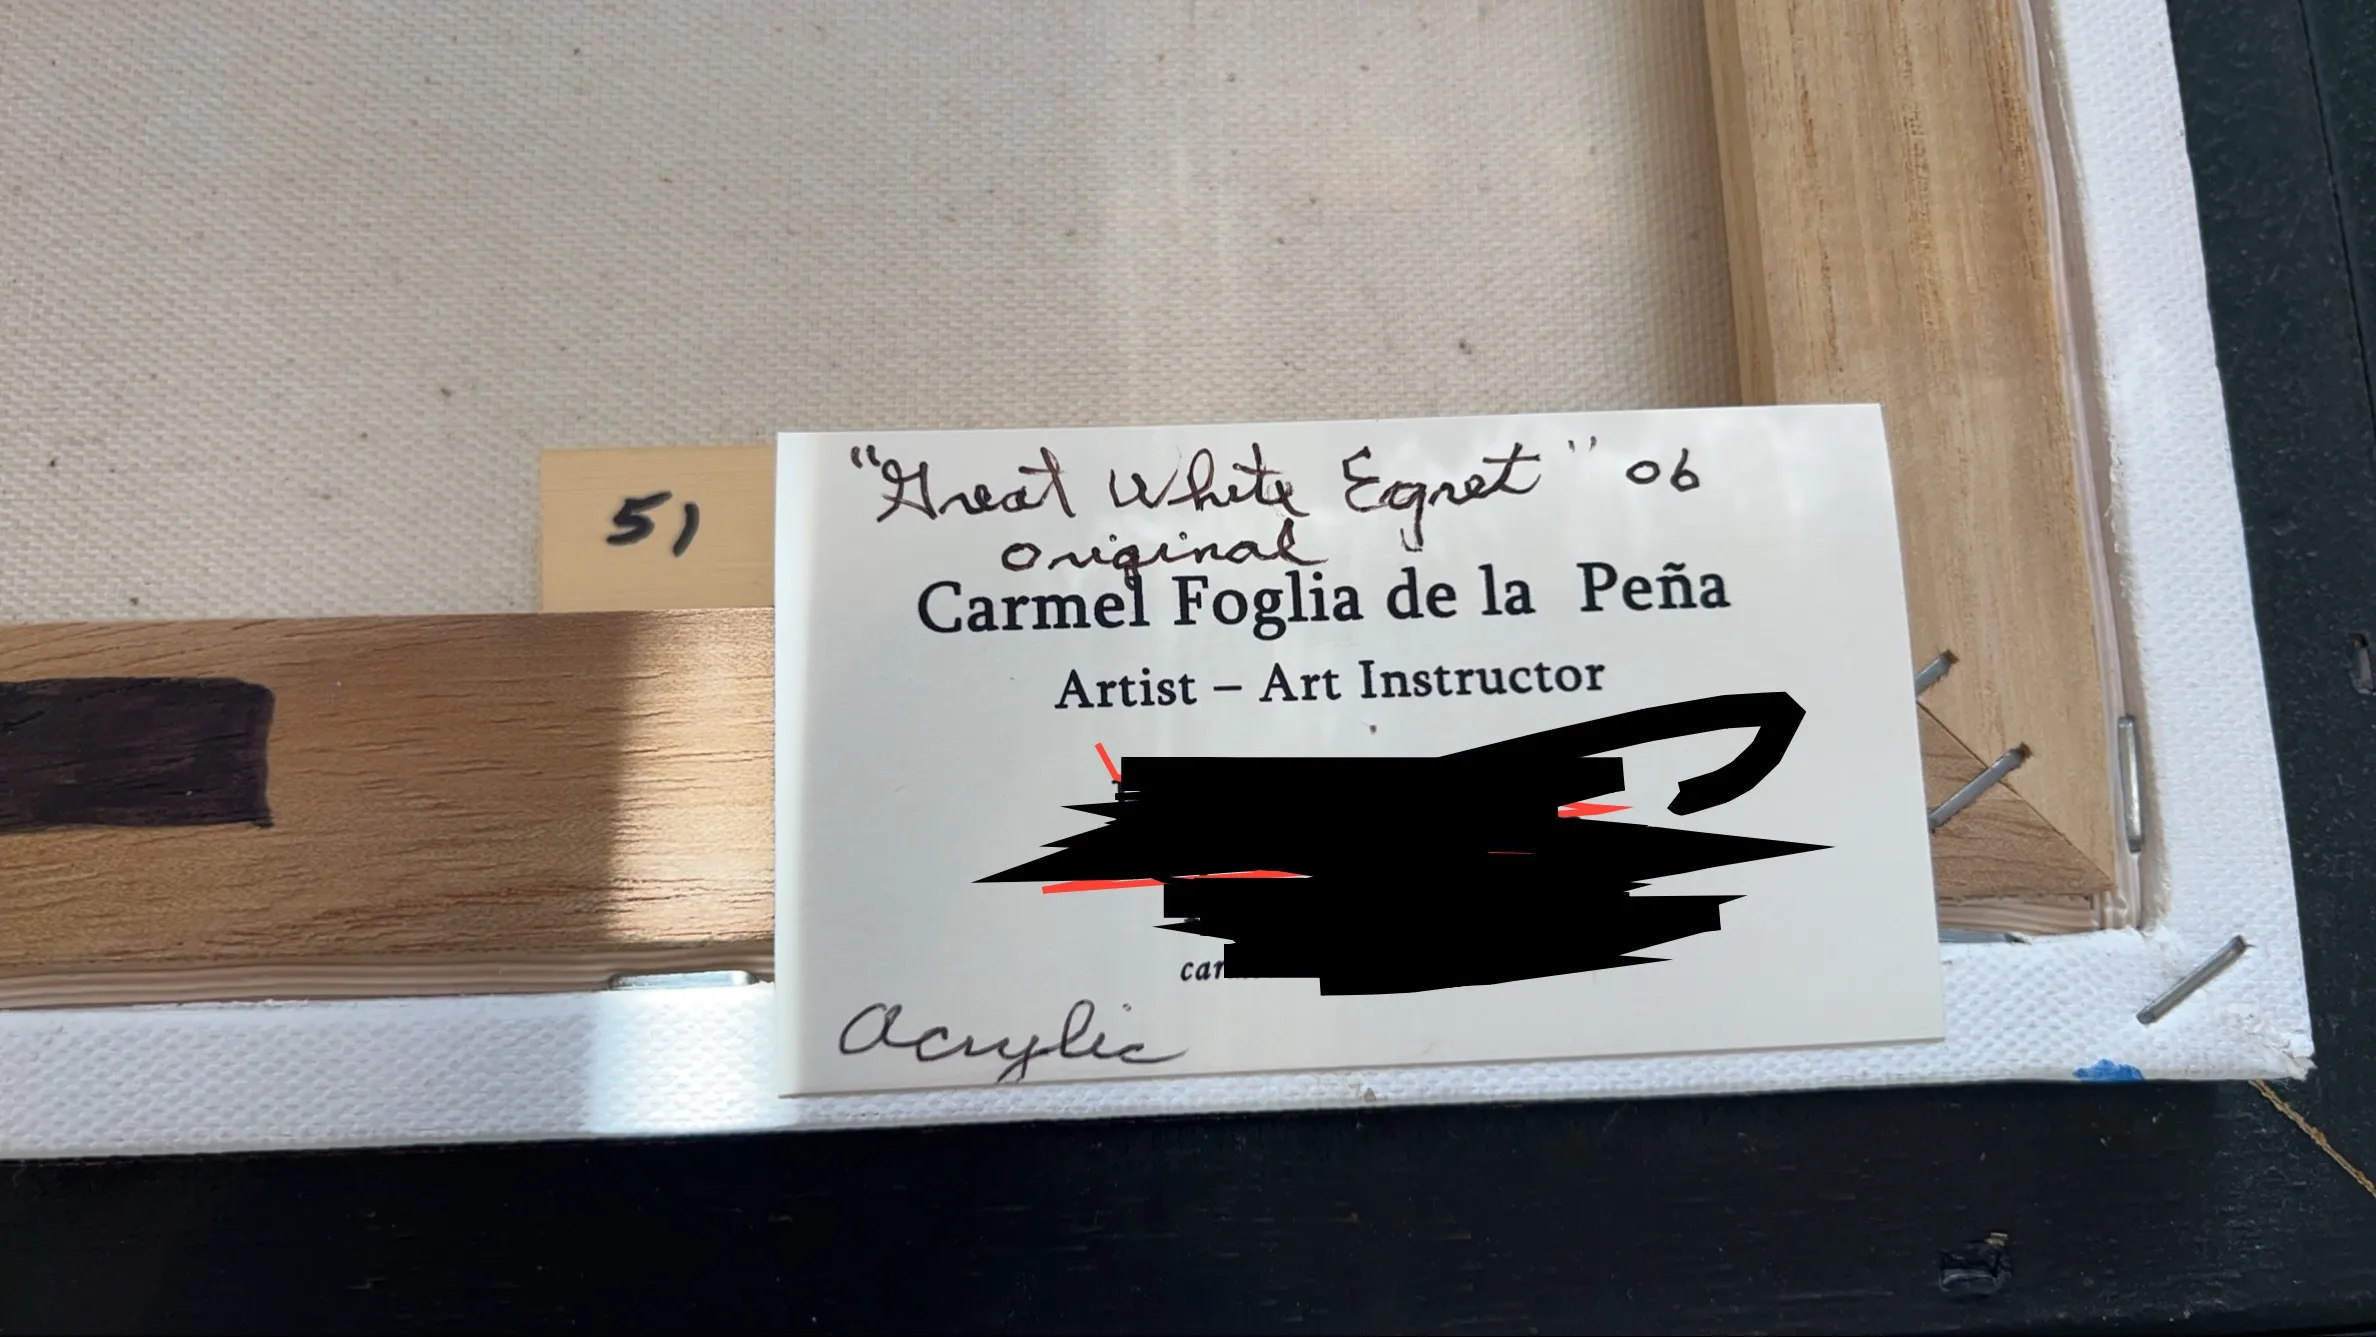 51
"Great White Egret" 06
original
Carmel Foglia de la Peña
Artist – Art Instructor
Acrylic